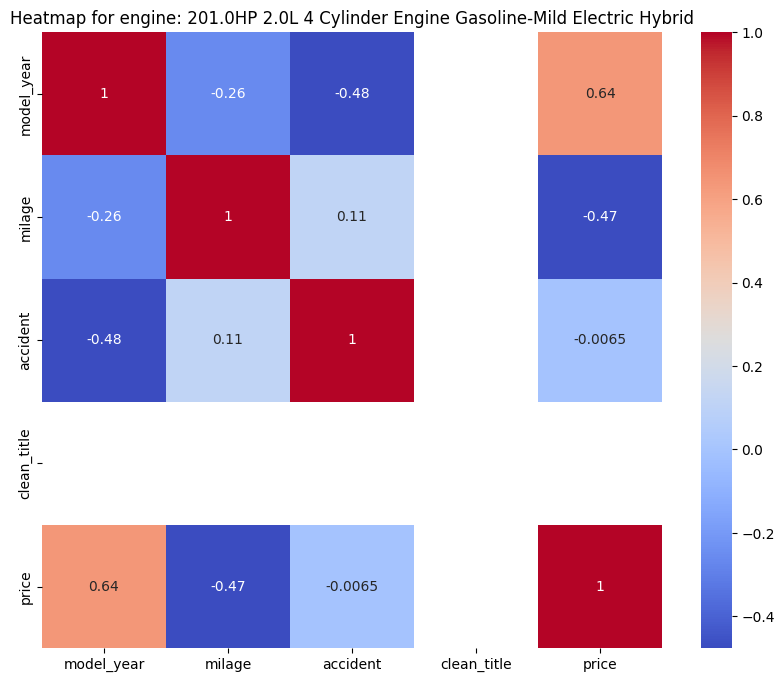 Heatmap for engine: 201.0HP 2.0L 4 Cylinder Engine Gasoline-Mild Electric Hybrid
model_year
1
-0.26
-0.48
0.64
milage
-0.26
1
0.11
-0.47
accident
-0.48
0.11
1
-0.0065
clean_title
price
0.64
-0.47
-0.0065
1
model_year
milage
accident
clean_title
price
1.0
0.8
0.6
0.4
0.2
0.0
−0.2
−0.4